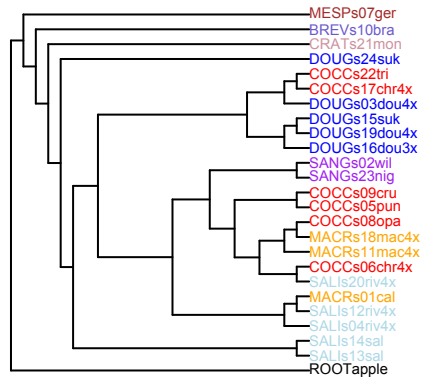 MESPs07ger
BREVs10bra
CRATs21mon
DOUGs24suk
COCCs22tri
COCCs17chr4x
DOUGs03dou4x
DOUGs15suk
DOUGs19dou4x
DOUGs16dou3x
SANGs02wil
SANGs23nig
COCCs09cru
COCCs05pun
COCCs08opa
MACRs18mac4x
MACRs11mac4x
COCCs06chr4x
SALIs20riv4x
MACRs01cal
SALIs12riv4x
SALIs04riv4x
SALIs14sal
SALIs13sal
ROOTapple